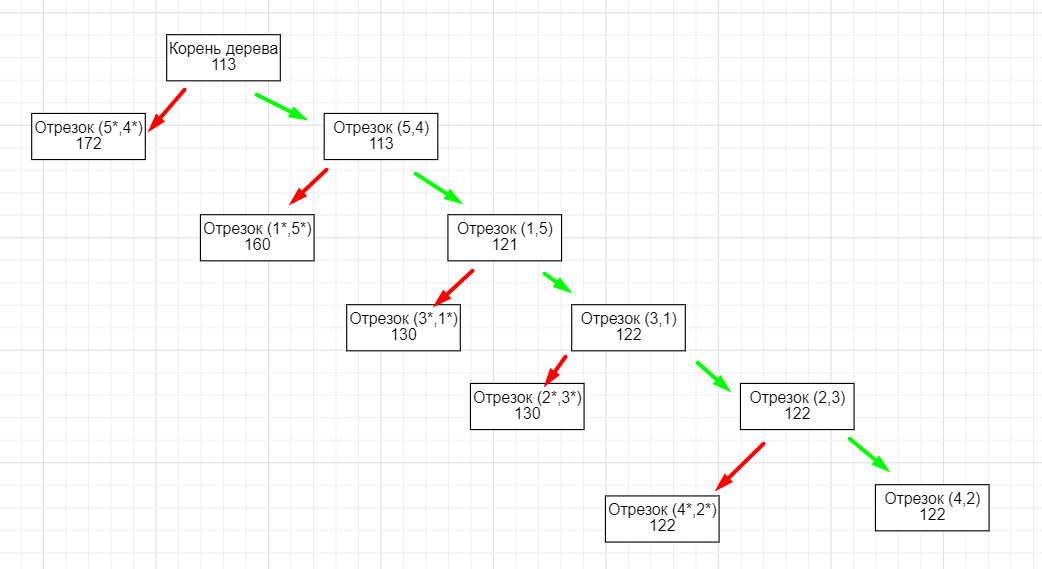 Корень дерева
113
Отрезок (5*,4*)
172
Отрезок (5,4)
113
Отрезок (1*,5*)
160
Отрезок (1,5)
121
Отрезок (3*,1*)
130
Отрезок (3,1)
122
Отрезок (2*,3*)
130
Отрезок (2,3)
122
Отрезок (4*,2*)
122
Отрезок (4,2)
122